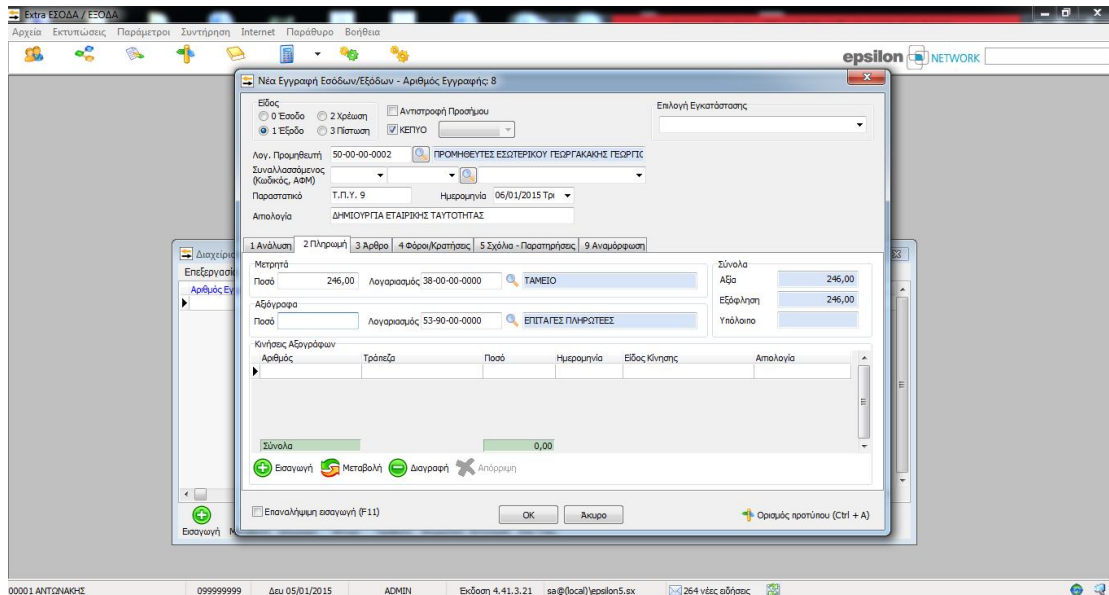 Extra ΕΣΟΔΑ / ΕΞΟΔΑ
Αρχεία Εκτυπώσεις Παράμετροι Συντήρηση Internet Παράθυρο Βοήθεια
epsilon NETWORK
Νέα Εγγραφή Εσόδων/Εξόδων - Αριθμός Εγγραφής: 8
Είδος
0 Έσοδο 2 Χρέωση
1 Έξοδο 3 Πίστωση
Αντιστροφή Προσήμου
ΚΕΠΥΟ
Επιλογή Εγκατάστασης
Λογ. Προμηθευτή 50-00-00-0002 ΠΡΟΜΗΘΕΥΤΕΣ ΕΣΩΤΕΡΙΚΟΥ ΓΕΩΡΓΑΚΑΚΗΣ ΓΕΩΡΓΙΟ
Συναλλασσόμενος
(Κωδικός, ΑΦΜ)
Παραστατικό Τ.Π.Υ. 9 Ημερομηνία 06/01/2015 Τρι
Αιτιολογία ΔΗΜΙΟΥΡΓΙΑ ΕΤΑΙΡΙΚΗΣ ΤΑΥΤΟΤΗΤΑΣ
1 Ανάλυση 2 Πληρωμή 3 Άρθρο 4 Φόροι/Κρατήσεις 5 Σχόλια - Παρατηρήσεις 9 Αναμόρφωση
Μετρητά
Ποσό 246,00 Λογαριασμός 38-00-00-0000 ΤΑΜΕΙΟ
Αξιόγραφα
Ποσό Λογαριασμός 53-90-00-0000 ΕΠΙΤΑΓΕΣ ΠΛΗΡΩΤΕΕΣ
Σύνολα
Αξία 246,00
Εξόφληση 246,00
Υπόλοιπο
Κινήσεις Αξιογράφων
Αριθμός Τράπεζα Ποσό Ημερομηνία Είδος Κίνησης Αιτιολογία
Σύνολα 0,00
Εισαγωγή Μεταβολή Διαγραφή Απόρριψη
Επαναλήψιμη εισαγωγή (F11)
OK Άκυρο
Ορισμός προτύπου (Ctrl + A)
Διαχείρισ
Επεξεργασί
Αριθμός Εγ
Εισαγωγή
00001 ΑΝΤΩΝΑΚΗΣ 099999999 Δευ 05/01/2015 ADMIN Έκδοση 4.41.3.21 sa@(local)\epsilon5.sx 264 νέες ειδήσεις